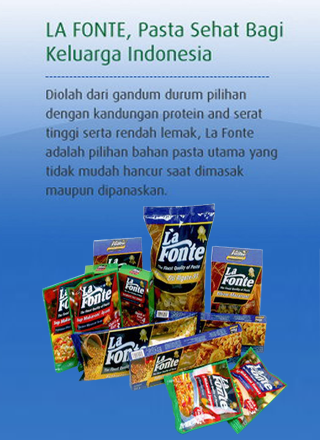 LA FONTE, Pasta Sehat Bagi
Keluarga Indonesia
Diolah dari gandum durum pilihan
dengan kandungan protein and serat
tinggi serta rendah lemak, La Fonte
adalah pilihan bahan pasta utama yang
tidak mudah hancur saat dimasak
maupun dipanaskan.
La
Fonte
The Finest Quality of Pasta
La
Fonte
La
Fonte
La
Fonte
La
Fonte
La
Fonte
La Fonte